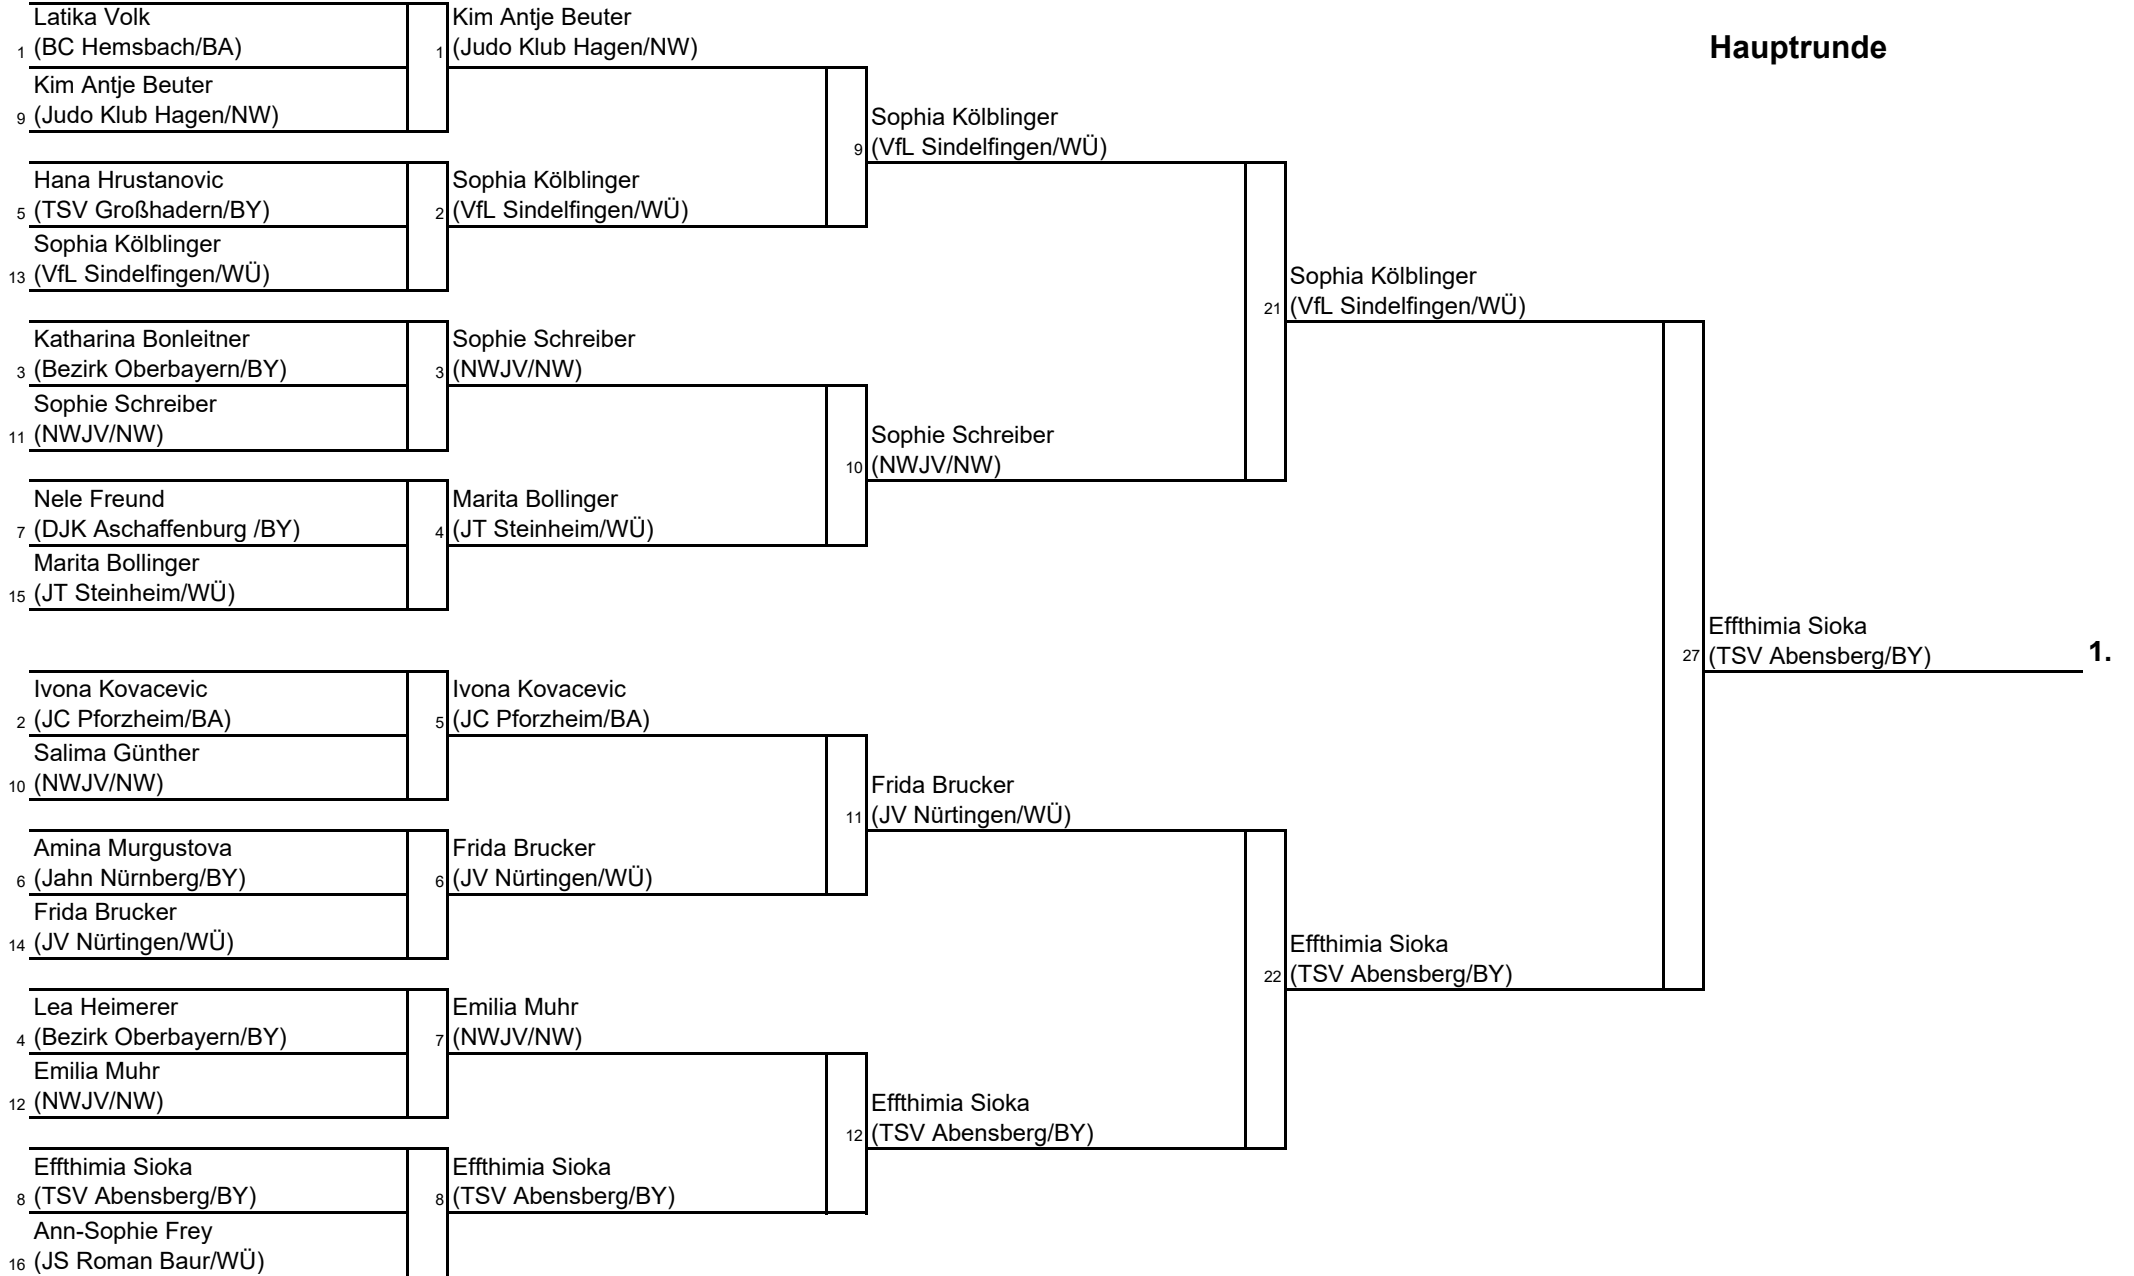 Hauptrunde
Latika Volk
1 (BC Hemsbach/BA)
Kim Antje Beuter
9 (Judo Klub Hagen/NW)
Hana Hrustanovic
5 (TSV Großhadern/BY)
Sophia Kölblinger
13 (VfL Sindelfingen/WÜ)
Katharina Bonleitner
3 (Bezirk Oberbayern/BY)
Sophie Schreiber
11 (NWJV/NW)
Nele Freund
7 (DJK Aschaffenburg /BY)
Marita Bollinger
15 (JT Steinheim/WÜ)
Ivona Kovacevic
2 (JC Pforzheim/BA)
Salima Günther
10 (NWJV/NW)
Amina Murgustova
6 (Jahn Nürnberg/BY)
Frida Brucker
14 (JV Nürtingen/WÜ)
Lea Heimerer
4 (Bezirk Oberbayern/BY)
Emilia Muhr
12 (NWJV/NW)
Effthimia Sioka
8 (TSV Abensberg/BY)
Ann-Sophie Frey
16 (JS Roman Baur/WÜ)
Kim Antje Beuter
1 (Judo Klub Hagen/NW)
Sophia Kölblinger
2 (VfL Sindelfingen/WÜ)
Sophie Schreiber
3 (NWJV/NW)
Marita Bollinger
4 (JT Steinheim/WÜ)
Ivona Kovacevic
5 (JC Pforzheim/BA)
Frida Brucker
6 (JV Nürtingen/WÜ)
Emilia Muhr
7 (NWJV/NW)
Effthimia Sioka
8 (TSV Abensberg/BY)
Sophia Kölblinger
9 (VfL Sindelfingen/WÜ)
Sophie Schreiber
10 (NWJV/NW)
Frida Brucker
11 (JV Nürtingen/WÜ)
Effthimia Sioka
12 (TSV Abensberg/BY)
Sophia Kölblinger
21 (VfL Sindelfingen/WÜ)
Effthimia Sioka
22 (TSV Abensberg/BY)
Effthimia Sioka
27 (TSV Abensberg/BY) 1.